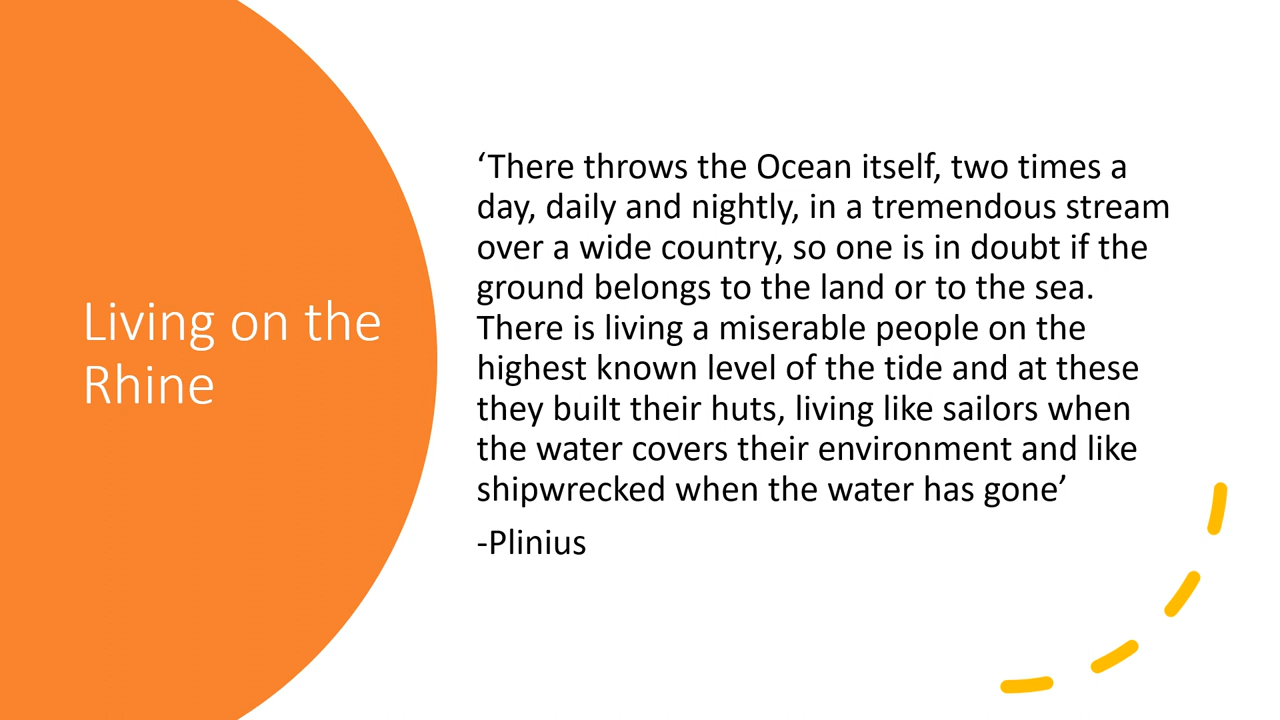 Living on the
Rhine
‘There throws the Ocean itself, two times a
day, daily and nightly, in a tremendous stream
over a wide country, so one is in doubt if the
ground belongs to the land or to the sea.
There is living a miserable people on the
highest known level of the tide and at these
they built their huts, living like sailors when
the water covers their environment and like
shipwrecked when the water has gone’
-Plinius